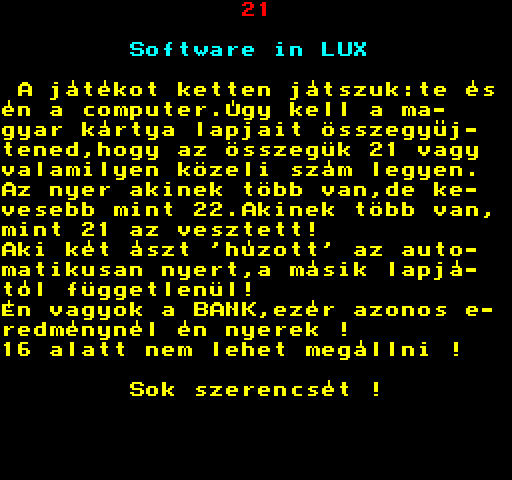 21
Software in LUX
A játékot ketten játszuk:te és
én a computer.Úgy kell a ma-
gyar kártya lapjait összegyüj-
tened,hogy az összegük 21 vagy
valamilyen közeli szám legyen.
Az nyer akinek több van,de ke-
vesebb mint 22.Akinek több van,
mint 21 az vesztett!
Aki két ászt 'húzott' az auto-
matikusan nyert,a másik lapjá-
tól függetlenül!
Én vagyok a BANK,ezér azonos e-
redménynél én nyerek !
16 alatt nem lehet megállni !
Sok szerencsét !